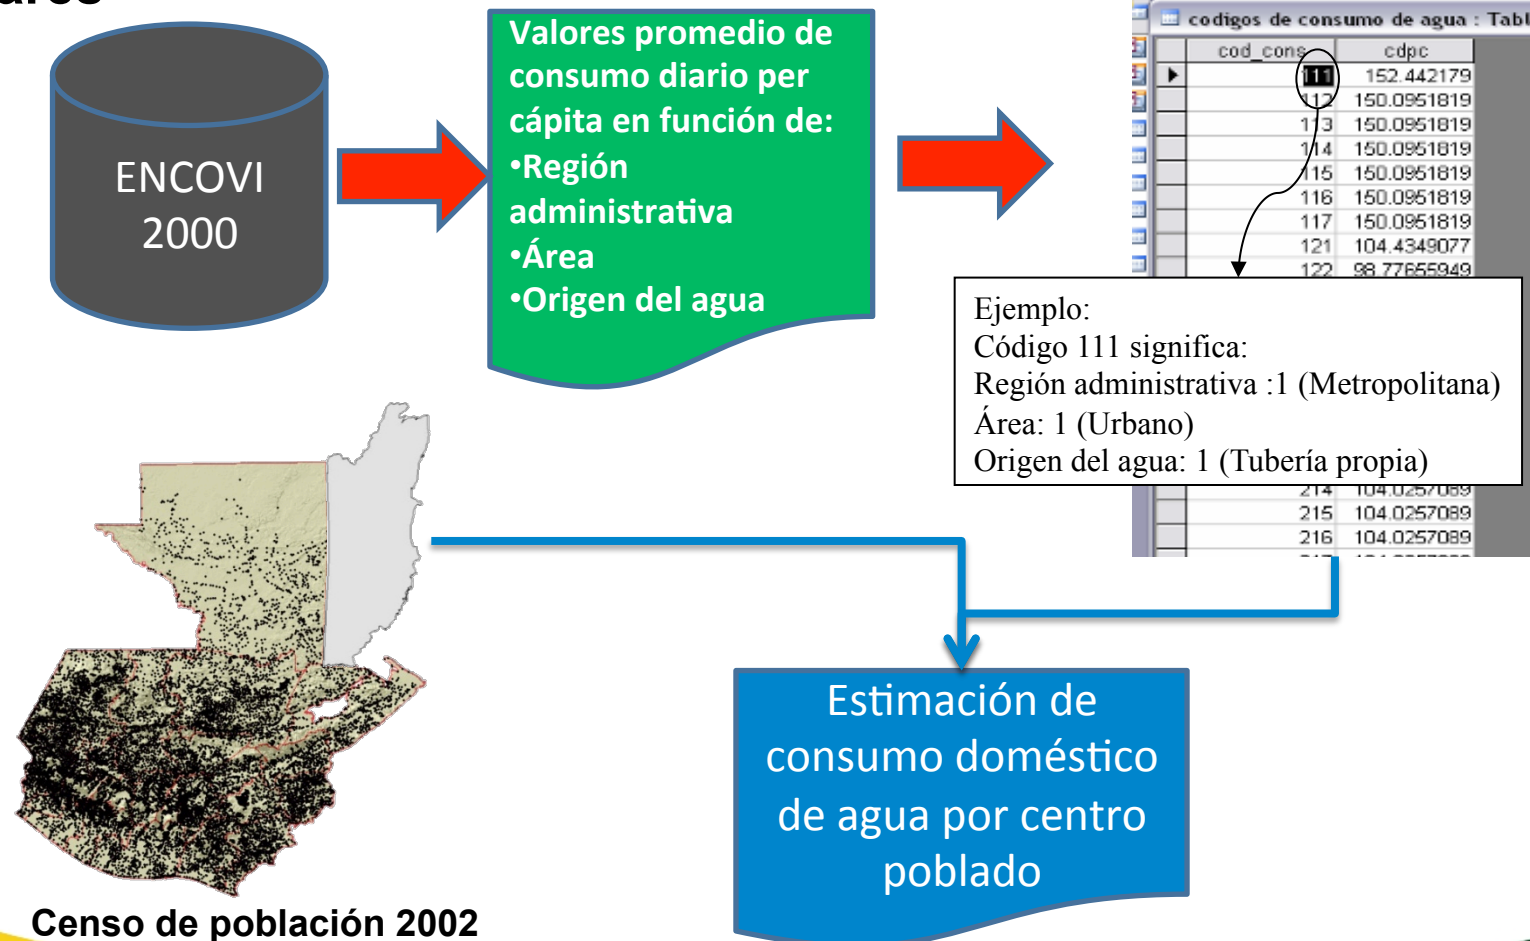 ENCOVI
2000
Valores promedio de
consumo diario per
cápita en función de:
•Región
administrativa
•Área
•Origen del agua
codigos de consumo de agua : Tabl
cod_cons cdpc
111 152.442179
112 150.0951819
113 150.0951819
114 150.0951819
115 150.0951819
116 150.0951819
117 150.0951819
121 104.4349077
122 98.77655949
Ejemplo:
Código 111 significa:
Región administrativa :1 (Metropolitana)
Área: 1 (Urbano)
Origen del agua: 1 (Tubería propia)
214 104.0257089
215 104.0257089
216 104.0257089
Estimación de
consumo doméstico
de agua por centro
poblado
Censo de población 2002